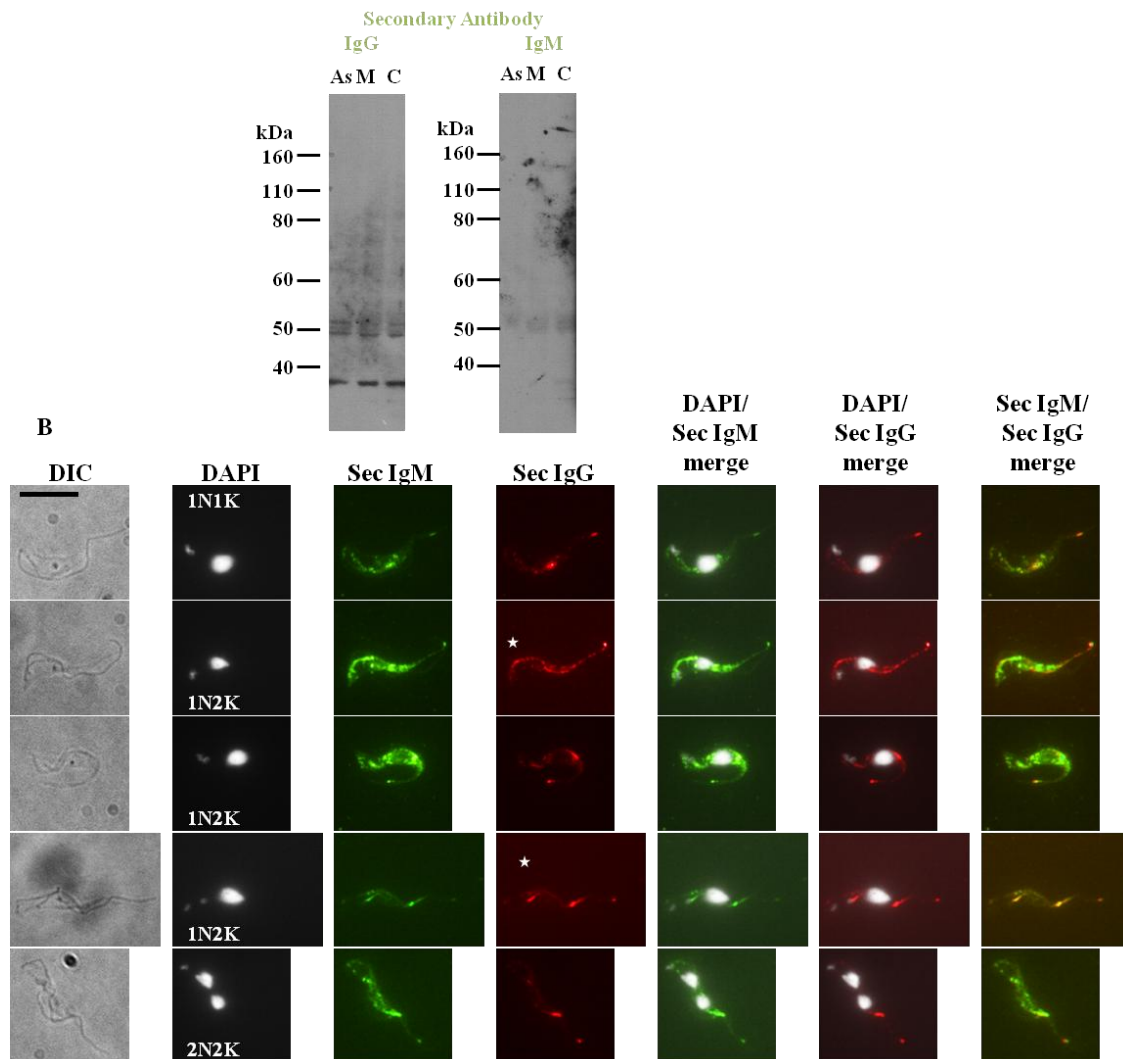 Secondary Antibody
IgG IgM
As M C As M C
kDa kDa
160 160
110 110
80 80
60 60
50 50
40 40
B
DIC DAPI Sec IgM Sec IgG DAPI/ Sec IgM merge DAPI/ Sec IgG merge Sec IgM/ Sec IgG merge
1N1K
1N2K
1N2K
1N2K
2N2K